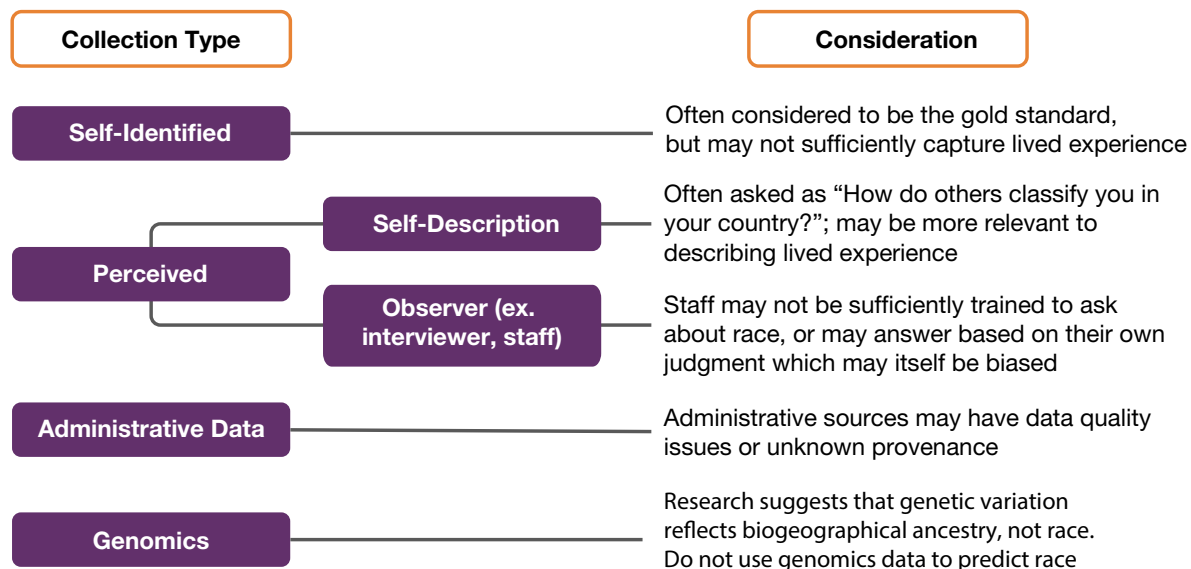 Collection Type
Consideration
Self-Identified
Often considered to be the gold standard,
but may not sufficiently capture lived experience
Perceived
Self-Description
Often asked as “How do others classify you in
your country?”; may be more relevant to
describing lived experience
Observer (ex.
interviewer, staff)
Staff may not be sufficiently trained to ask
about race, or may answer based on their own
judgment which may itself be biased
Administrative Data
Administrative sources may have data quality
issues or unknown provenance
Genomics
Research suggests that genetic variation
reflects biogeographical ancestry, not race.
Do not use genomics data to predict race